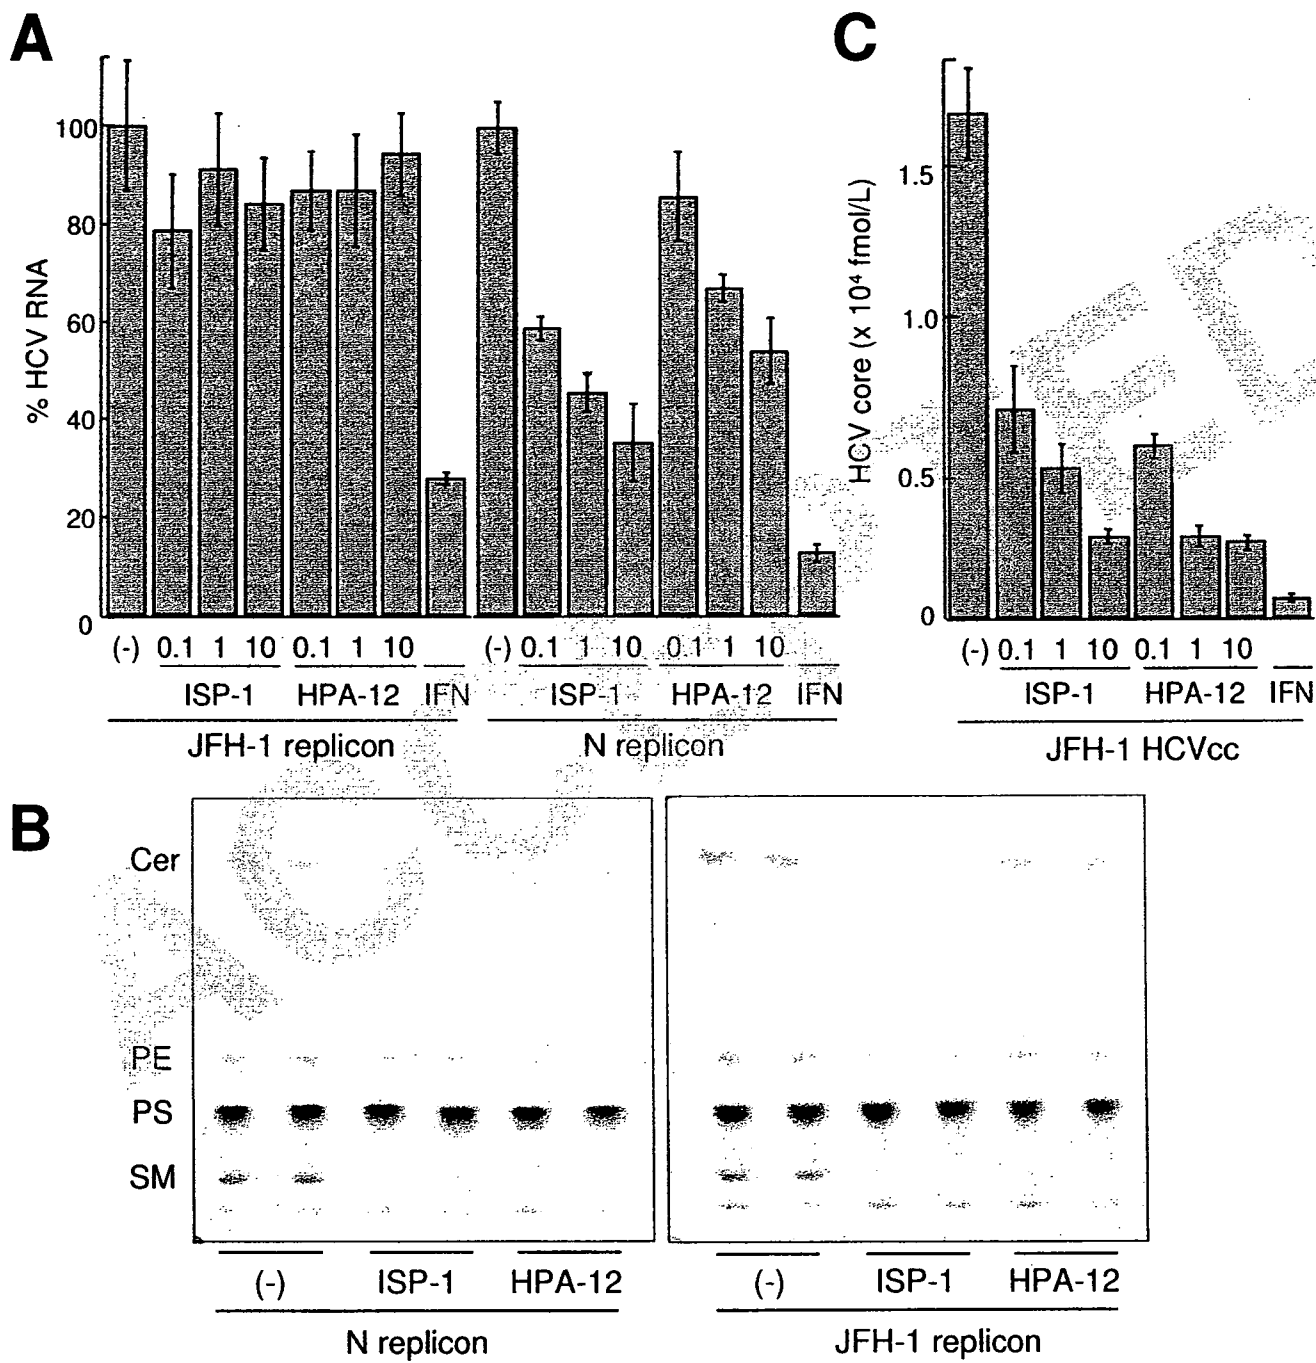 A
% HCV RNA
100
80
60
40
20
0
(-) 0.1 1 10 0.1 1 10 (-) 0.1 1 10 0.1 1 10
ISP-1 HPA-12 IFN ISP-1 HPA-12 IFN
JFH-1 replicon N replicon
C
HCV core (x 10⁴ fmol/L)
1.5
1.0
0.5
0
(-) 0.1 1 10 0.1 1 10
ISP-1 HPA-12 IFN
JFH-1 HCVcc
B
Cer
PE
PS
SM
(-) ISP-1 HPA-12 (-) ISP-1 HPA-12
N replicon JFH-1 replicon